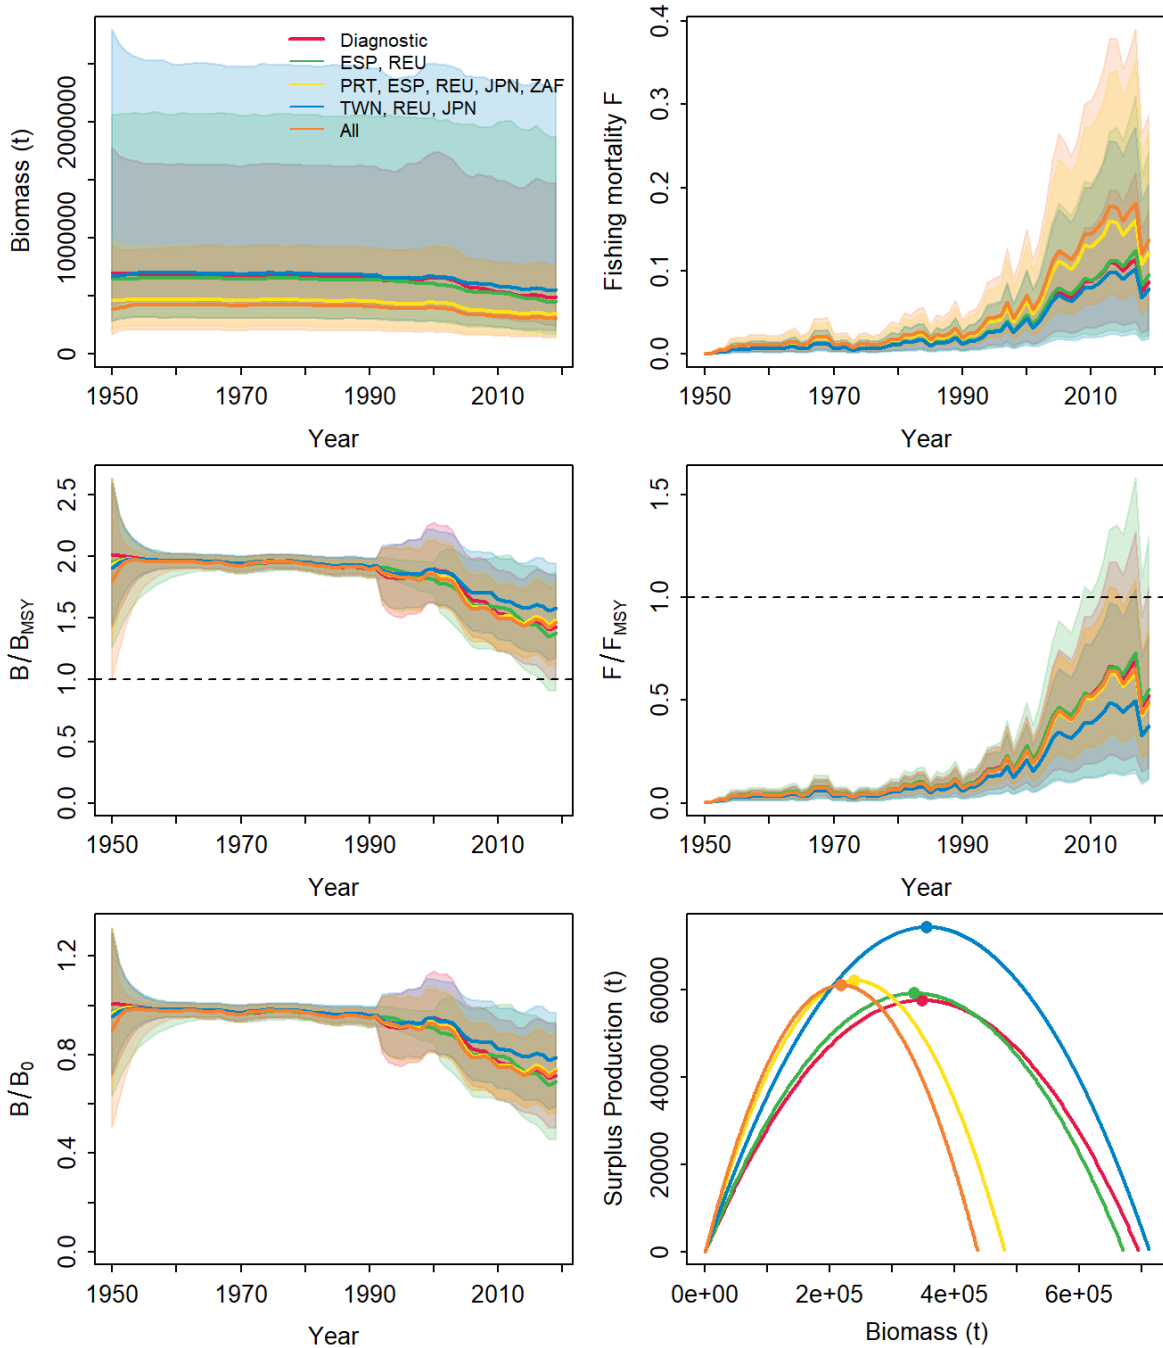 Diagnostic
ESP, REU
PRT, ESP, REU, JPN, ZAF
TWN, REU, JPN
All
Biomass (t)
0 1000000 2000000
1950 1970 1990 2010
Year
Fishing mortality F
0.0 0.1 0.2 0.3 0.4
1950 1970 1990 2010
Year
B/BMSY
0.0 0.5 1.0 1.5 2.0 2.5
1950 1970 1990 2010
Year
F/FMSY
0.0 0.5 1.0 1.5
1950 1970 1990 2010
Year
B/B0
0.0 0.4 0.8 1.2
1950 1970 1990 2010
Year
Surplus Production (t)
0 20000 40000 60000
0e+00 2e+05 4e+05 6e+05
Biomass (t)